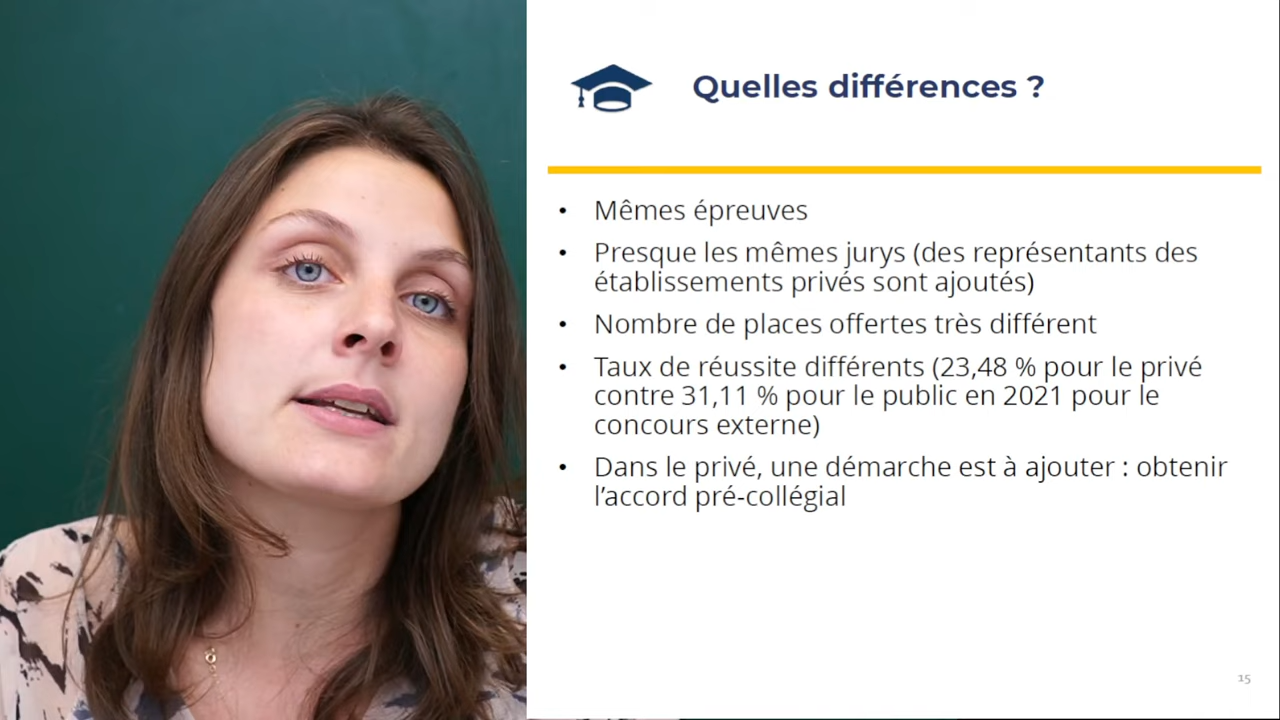 Quelles différences ?
• Mêmes épreuves
• Presque les mêmes jurys (des représentants des
établissements privés sont ajoutés)
• Nombre de places offertes très différent
• Taux de réussite différents (23,48 % pour le privé
contre 31,11 % pour le public en 2021 pour le
concours externe)
• Dans le privé, une démarche est à ajouter : obtenir
l’accord pré-collégial
15